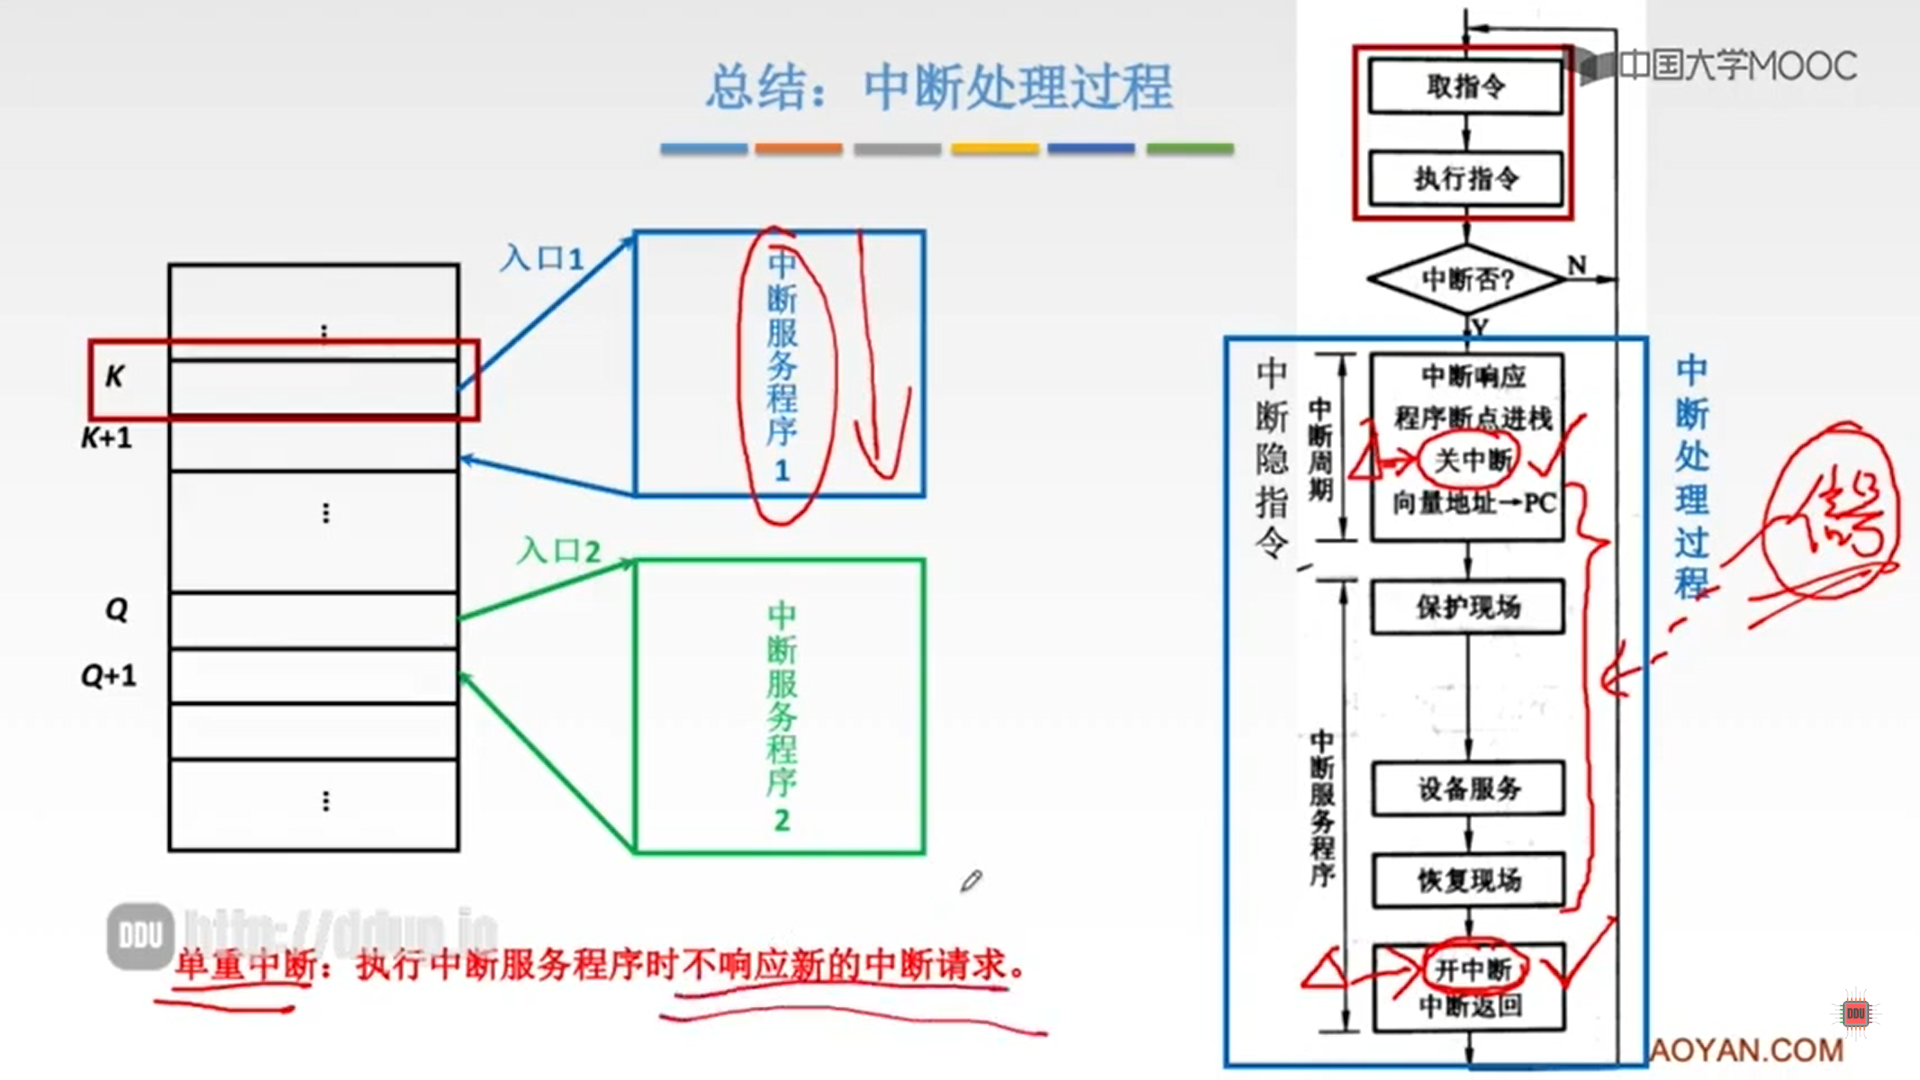 总结：中断处理过程
中国大学MOOC
取指令
执行指令
中断否?
N
Y
入口1
中断服务程序1
K
K+1
入口2
中断服务程序2
Q
Q+1
中断隐指令
中断周期
中断响应
程序断点进栈
关中断
向量地址→PC
中断处理过程
保护现场
中断服务程序
设备服务
恢复现场
开中断
中断返回
DDU http://ddup.io
单重中断：执行中断服务程序时不响应新的中断请求。
DDU
AOYAN.COM